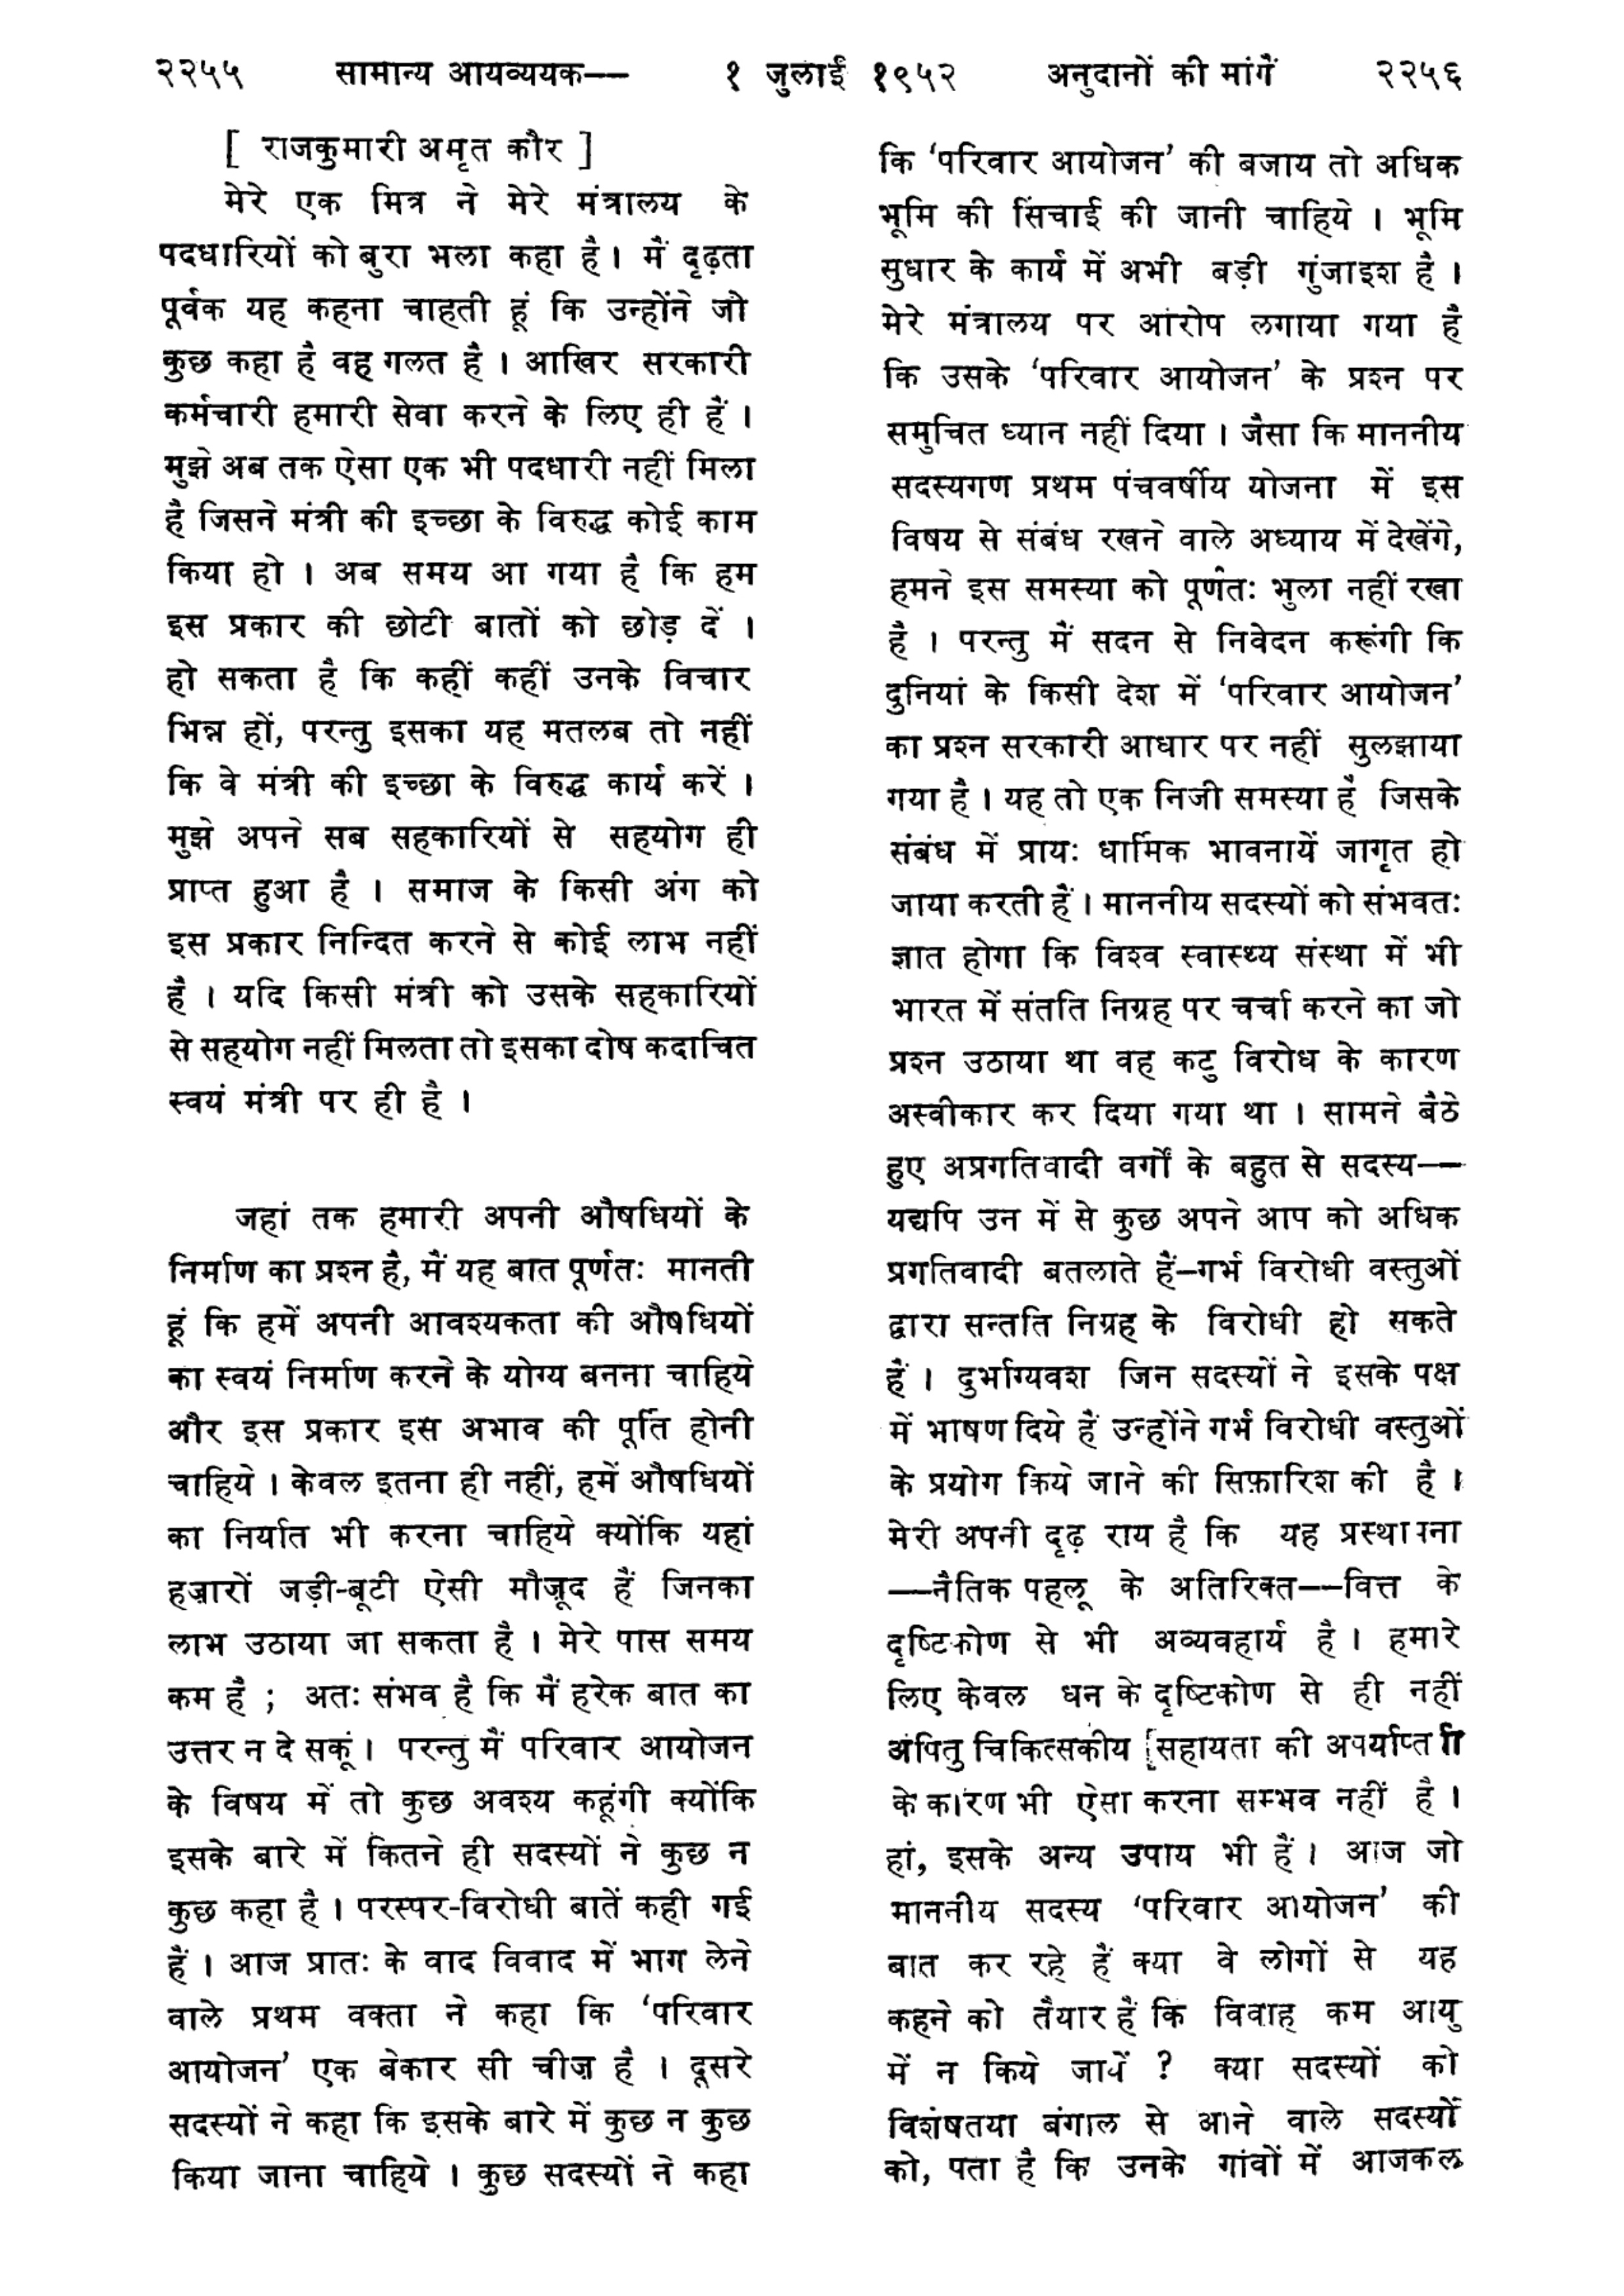 २२५५ सामान्य आयव्ययक—— १ जुलाई १९५२ अनुदानों की मांगें २२५६
[ राजकुमारी अमृत कौर ]
मेरे एक मित्र ने मेरे मंत्रालय के
पदधारियों को बुरा भला कहा है। मैं दृढ़ता
पूर्वक यह कहना चाहती हूं कि उन्होंने जो
कुछ कहा है वह गलत है । आखिर सरकारी
कर्मचारी हमारी सेवा करने के लिए ही हैं ।
मुझे अब तक ऐसा एक भी पदधारी नहीं मिला
है जिसने मंत्री की इच्छा के विरुद्ध कोई काम
किया हो । अब समय आ गया है कि हम
इस प्रकार की छोटी बातों को छोड़ दें ।
हो सकता है कि कहीं कहीं उनके विचार
भिन्न हों, परन्तु इसका यह मतलब तो नहीं
कि वे मंत्री की इच्छा के विरुद्ध कार्य करें ।
मुझे अपने सब सहकारियों से सहयोग ही
प्राप्त हुआ है । समाज के किसी अंग को
इस प्रकार निन्दित करने से कोई लाभ नहीं
है । यदि किसी मंत्री को उसके सहकारियों
से सहयोग नहीं मिलता तो इसका दोष कदाचित
स्वयं मंत्री पर ही है ।
जहां तक हमारी अपनी औषधियों के
निर्माण का प्रश्न है, मैं यह बात पूर्णतः मानती
हूं कि हमें अपनी आवश्यकता की औषधियों
का स्वयं निर्माण करने के योग्य बनना चाहिये
और इस प्रकार इस अभाव की पूर्ति होनी
चाहिये । केवल इतना ही नहीं, हमें औषधियों
का निर्यात भी करना चाहिये क्योंकि यहां
हज़ारों जड़ी-बूटी ऐसी मौजूद हैं जिनका
लाभ उठाया जा सकता है । मेरे पास समय
कम है ; अतः संभव है कि मैं हरेक बात का
उत्तर न दे सकूं । परन्तु मैं परिवार आयोजन
के विषय में तो कुछ अवश्य कहूंगी क्योंकि
इसके बारे में कितने ही सदस्यों ने कुछ न
कुछ कहा है । परस्पर-विरोधी बातें कही गई
हैं । आज प्रातः के वाद विवाद में भाग लेने
वाले प्रथम वक्ता ने कहा कि ‘परिवार
आयोजन’ एक बेकार सी चीज़ है । दूसरे
सदस्यों ने कहा कि इसके बारे में कुछ न कुछ
किया जाना चाहिये । कुछ सदस्यों ने कहा
कि ‘परिवार आयोजन’ की बजाय तो अधिक
भूमि की सिंचाई की जानी चाहिये । भूमि
सुधार के कार्य में अभी बड़ी गुंजाइश है ।
मेरे मंत्रालय पर आरोप लगाया गया है
कि उसके ‘परिवार आयोजन’ के प्रश्न पर
समुचित ध्यान नहीं दिया । जैसा कि माननीय
सदस्यगण प्रथम पंचवर्षीय योजना में इस
विषय से संबंध रखने वाले अध्याय में देखेंगे,
हमने इस समस्या को पूर्णतः भुला नहीं रखा
है । परन्तु मैं सदन से निवेदन करूंगी कि
दुनियां के किसी देश में ‘परिवार आयोजन’
का प्रश्न सरकारी आधार पर नहीं सुलझाया
गया है । यह तो एक निजी समस्या है जिसके
संबंध में प्रायः धार्मिक भावनायें जागृत हो
जाया करती हैं । माननीय सदस्यों को संभवतः
ज्ञात होगा कि विश्व स्वास्थ्य संस्था में भी
भारत में संतति निग्रह पर चर्चा करने का जो
प्रश्न उठाया था वह कटु विरोध के कारण
अस्वीकार कर दिया गया था । सामने बैठे
हुए अप्रगतिवादी वर्गों के बहुत से सदस्य——
यद्यपि उन में से कुछ अपने आप को अधिक
प्रगतिवादी बतलाते हैं—गर्भ विरोधी वस्तुओं
द्वारा सन्तति निग्रह के विरोधी हो सकते
हैं । दुर्भाग्यवश जिन सदस्यों ने इसके पक्ष
में भाषण दिये हैं उन्होंने गर्भ विरोधी वस्तुओं
के प्रयोग किये जाने की सिफ़ारिश की है ।
मेरी अपनी दृढ़ राय है कि यह प्रस्थापना
——नैतिक पहलू के अतिरिक्त——वित्त के
दृष्टिकोण से भी अव्यवहार्य है । हमारे
लिए केवल धन के दृष्टिकोण से ही नहीं
अपितु चिकित्सकीय सहायता की अपर्याप्तता
के कारण भी ऐसा करना सम्भव नहीं है ।
हां, इसके अन्य उपाय भी हैं । आज जो
माननीय सदस्य ‘परिवार आयोजन’ की
बात कर रहे हैं क्या वे लोगों से यह
कहने को तैयार हैं कि विवाह कम आयु
में न किये जायें ? क्या सदस्यों को
विशेषतया बंगाल से आने वाले सदस्यों
को, पता है कि उनके गांवों में आजकल